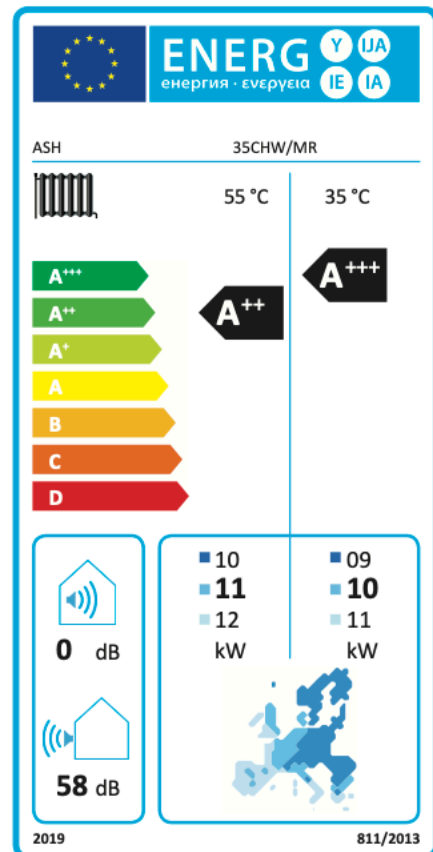 ENERG Y IJA
енергия · ενεργεια IE IA
ASH 35CHW/MR
55 °C 35 °C
A+++
A+++
A++
A++
A+
A
B
C
D
10 09
11 10
12 11
kW kW
0 dB
58 dB
2019 811/2013